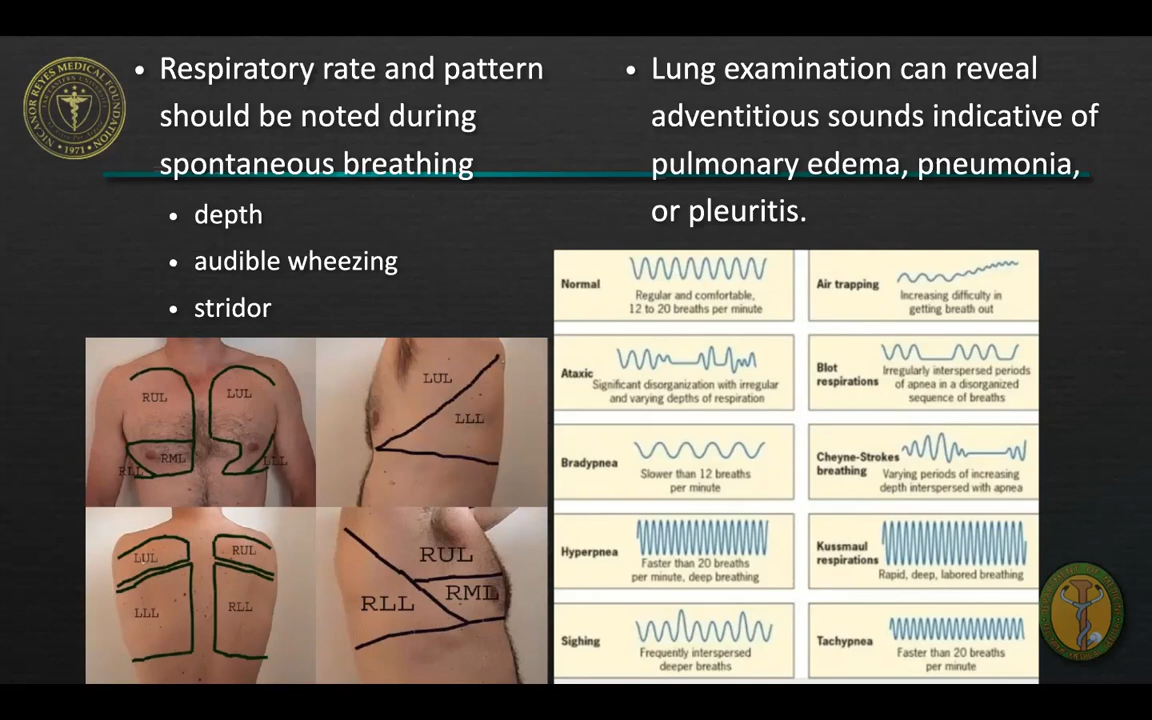 NICANOR REYES MEDICAL FOUNDATION
1971
• Respiratory rate and pattern
should be noted during
spontaneous breathing
• depth
• audible wheezing
• stridor
• Lung examination can reveal
adventitious sounds indicative of
pulmonary edema, pneumonia,
or pleuritis.
RUL
LUL
RML
RLL
LLL
LUL
LLL
LUL
RUL
LLL
RLL
RUL
RML
RLL
Normal
Regular and comfortable,
12 to 20 breaths per minute
Air trapping
Increasing difficulty in
getting breath out
Ataxic
Significant disorganization with irregular
and varying depths of respiration
Blot
respirations
Irregularly interspersed periods
of apnea in a disorganized
sequence of breaths
Bradypnea
Slower than 12 breaths
per minute
Cheyne-Strokes
breathing
Varying periods of increasing
depth interspersed with apnea
Hyperpnea
Faster than 20 breaths
per minute, deep breathing
Kussmaul
respirations
Rapid, deep, labored breathing
Sighing
Frequently interspersed
deeper breaths
Tachypnea
Faster than 20 breaths
per minute